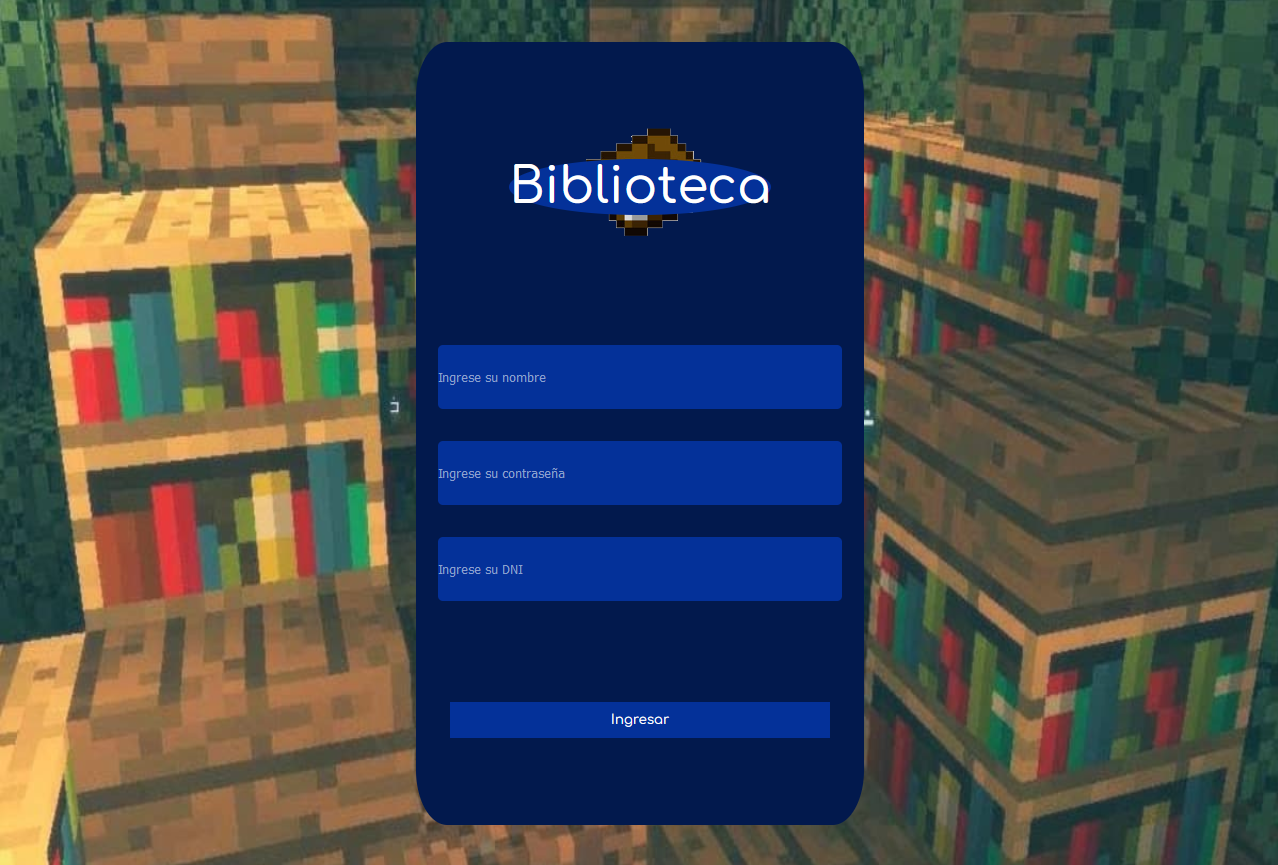 Biblioteca
Ingrese su nombre
Ingrese su contraseña
Ingrese su DNI
Ingresar